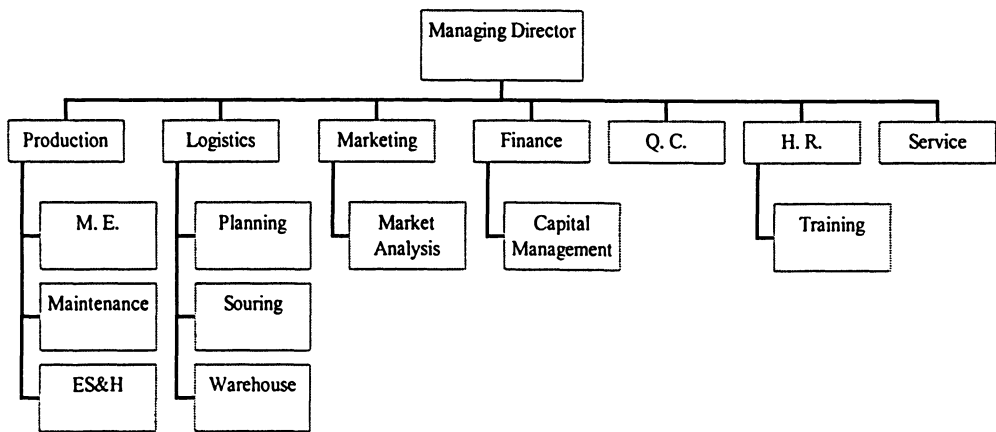 Managing Director
Production
Logistics
Marketing
Finance
Q. C.
H. R.
Service
M. E.
Planning
Market
Analysis
Capital
Management
Training
Maintenance
Souring
ES&H
Warehouse